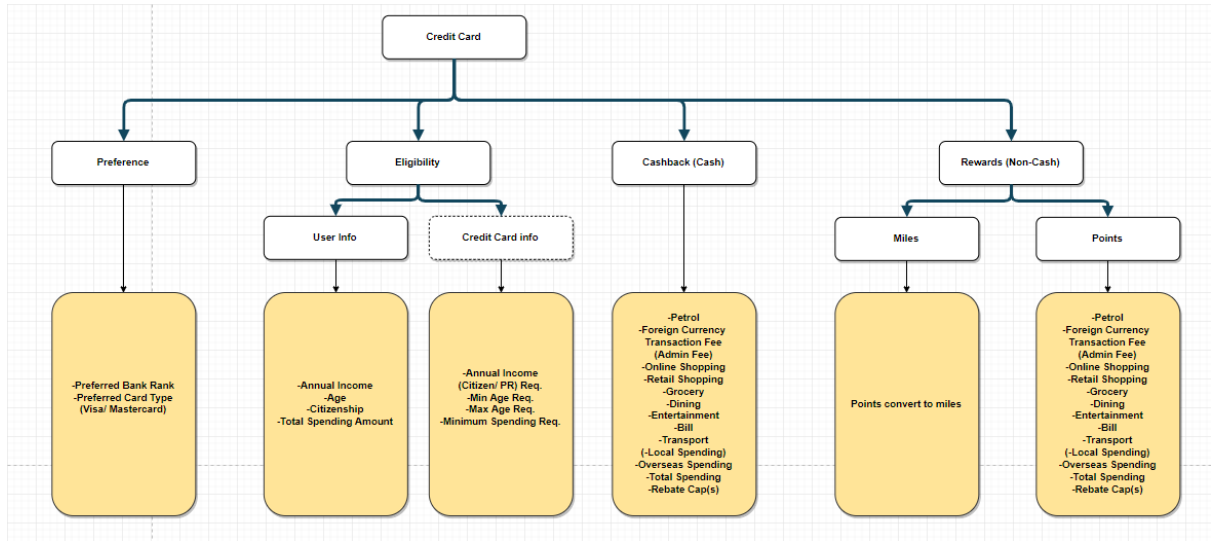 Credit Card
Preference
Eligibility
Cashback (Cash)
Rewards (Non-Cash)
User Info
Credit Card info
Miles
Points
-Preferred Bank Rank
-Preferred Card Type
(Visa/ Mastercard)
-Annual Income
-Age
-Citizenship
-Total Spending Amount
-Annual Income
(Citizen/ PR) Req.
-Min Age Req.
-Max Age Req.
-Minimum Spending Req.
-Petrol
-Foreign Currency
Transaction Fee
(Admin Fee)
-Online Shopping
-Retail Shopping
-Grocery
-Dining
-Entertainment
-Bill
-Transport
(-Local Spending)
-Overseas Spending
-Total Spending
-Rebate Cap(s)
Points convert to miles
-Petrol
-Foreign Currency
Transaction Fee
(Admin Fee)
-Online Shopping
-Retail Shopping
-Grocery
-Dining
-Entertainment
-Bill
-Transport
(-Local Spending)
-Overseas Spending
-Total Spending
-Rebate Cap(s)